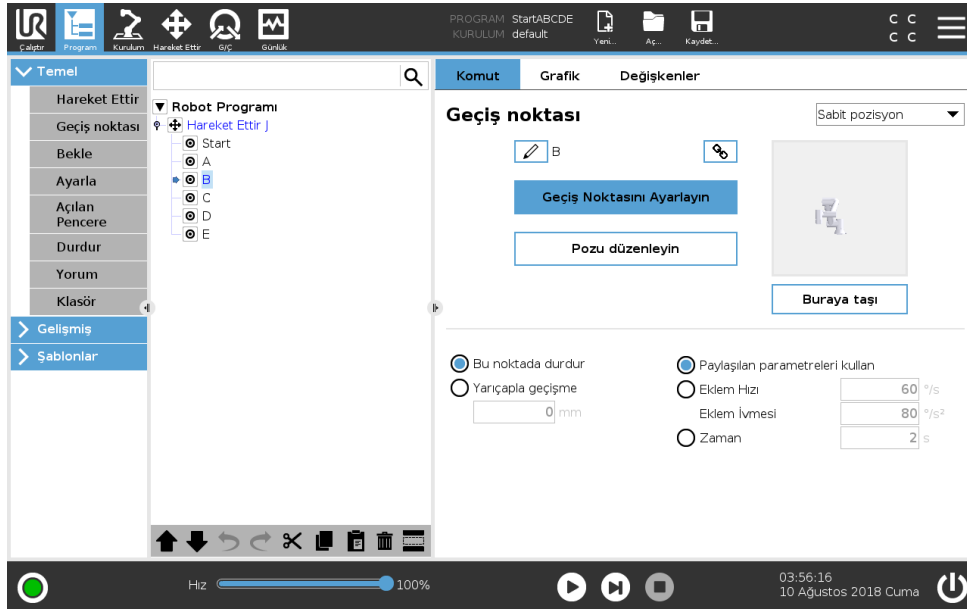 PROGRAM StartABCDE
KURULUM default
Çalıştır Program Kurulum Hareket Ettir G/Ç Günlük Yeni... Aç... Kaydet...
C C
C C
Temel
Hareket Ettir
Geçiş noktası
Bekle
Ayarla
Açılan
Pencere
Durdur
Yorum
Klasör
Gelişmiş
Şablonlar
Robot Programı
Hareket Ettir J
Start
A
B
C
D
E
Komut Grafik Değişkenler
Geçiş noktası
Sabit pozisyon
B
Geçiş Noktasını Ayarlayın
Pozu düzenleyin
Buraya taşı
Bu noktada durdur
Yarıçapla geçişme
0 mm
Paylaşılan parametreleri kullan
Eklem Hızı 60 °/s
Eklem İvmesi 80 °/s²
Zaman 2 s
Hız 100%
03:56:16
10 Ağustos 2018 Cuma